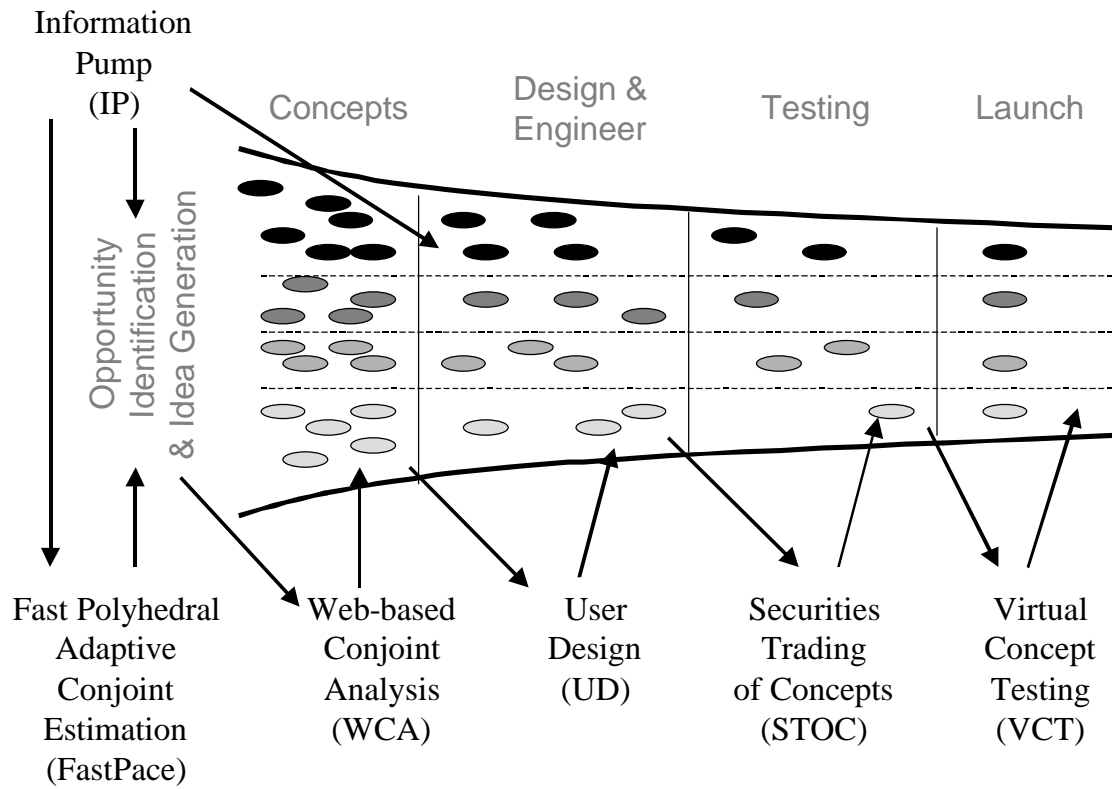 Information
Pump
(IP)
Concepts
Design &
Engineer
Testing
Launch
Opportunity
Identification
& Idea Generation
Fast Polyhedral
Adaptive
Conjoint
Estimation
(FastPace)
Web-based
Conjoint
Analysis
(WCA)
User
Design
(UD)
Securities
Trading
of Concepts
(STOC)
Virtual
Concept
Testing
(VCT)